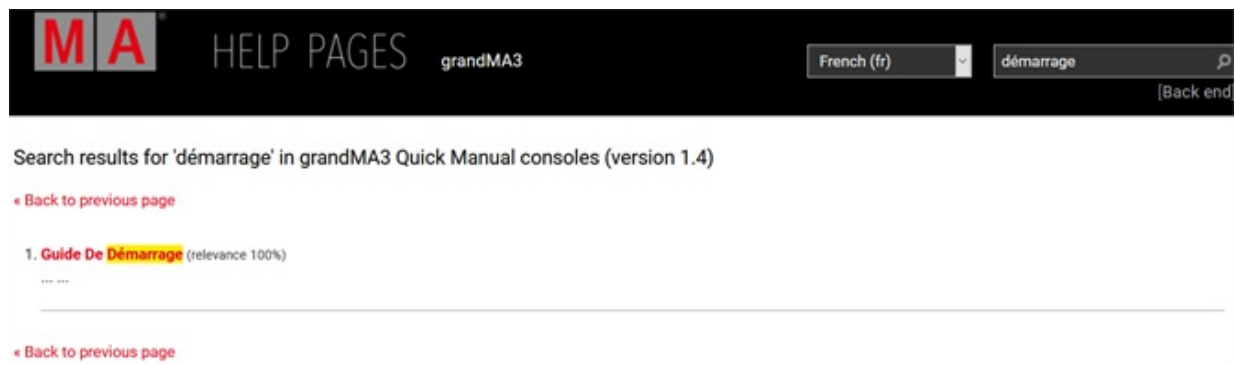 MA® HELP PAGES grandMA3 French (fr) démarrage
[Back end]
Search results for 'démarrage' in grandMA3 Quick Manual consoles (version 1.4)
« Back to previous page
1. Guide De Démarrage (relevance 100%)
... ...
« Back to previous page